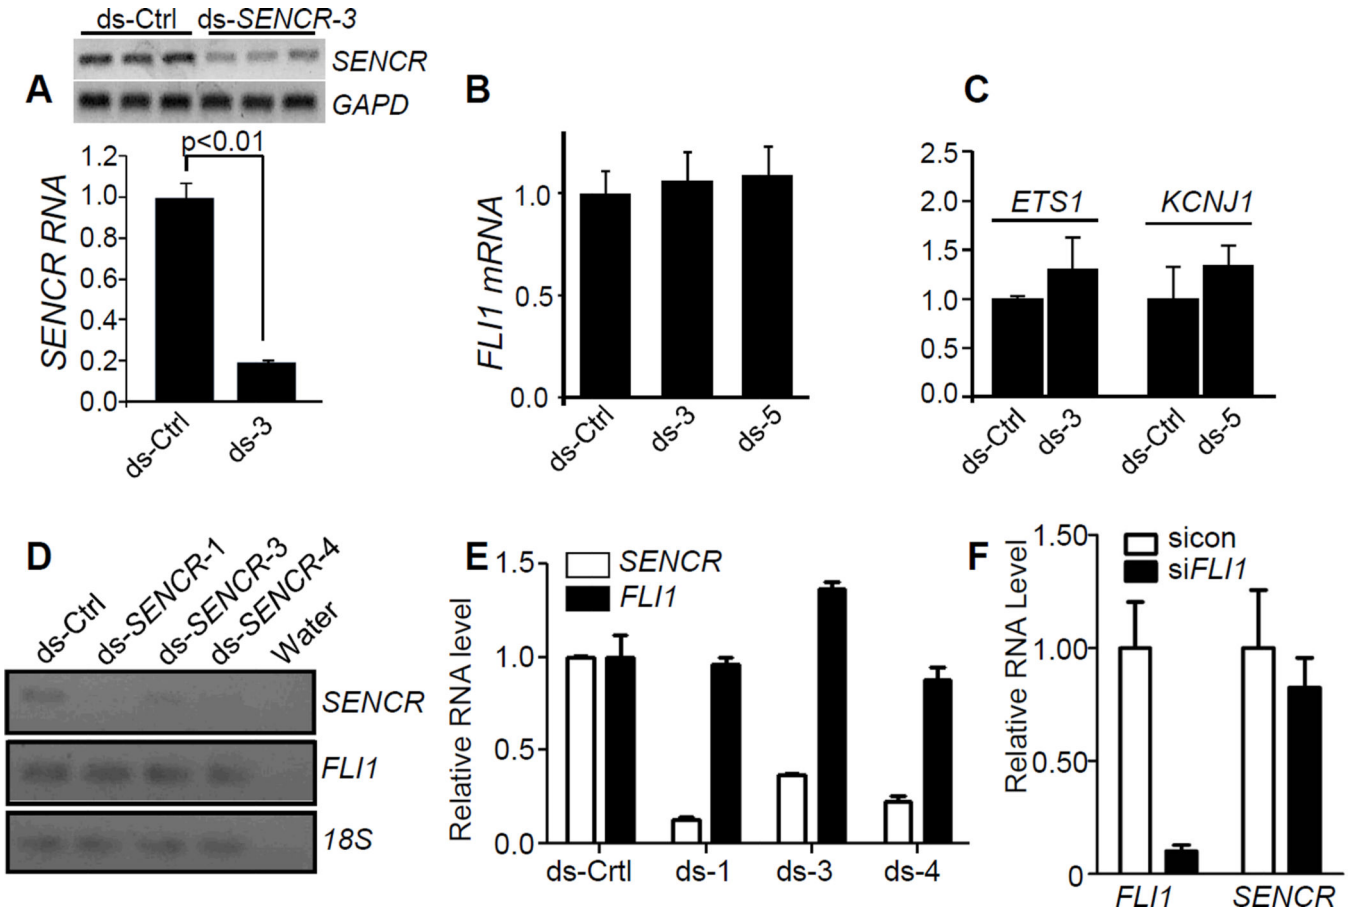 A
ds-Ctrl ds-SENCR-3
SENCR
GAPD
p<0.01
SENCR RNA
1.2
1.0
0.8
0.6
0.4
0.2
0.0
ds-Ctrl
ds-3
B
FLI1 mRNA
1.0
0.5
0.0
ds-Ctrl
ds-3
ds-5
C
2.5
2.0
1.5
1.0
0.5
0.0
ETS1
KCNJ1
ds-Ctrl
ds-3
ds-Ctrl
ds-5
D
ds-Ctrl
ds-SENCR-1
ds-SENCR-3
ds-SENCR-4
Water
SENCR
FLI1
18S
E
Relative RNA level
1.5
1.0
0.5
0.0
SENCR
FLI1
ds-Crtl
ds-1
ds-3
ds-4
F
Relative RNA Level
1.50
1.00
0.50
0
sicon
siFLI1
FLI1
SENCR